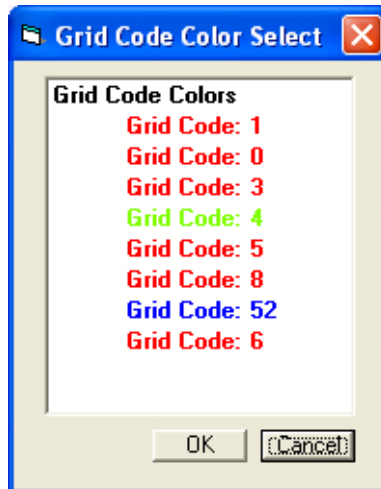 Grid Code Color Select
Grid Code Colors
Grid Code: 1
Grid Code: 0
Grid Code: 3
Grid Code: 4
Grid Code: 5
Grid Code: 8
Grid Code: 52
Grid Code: 6
OK Cancel